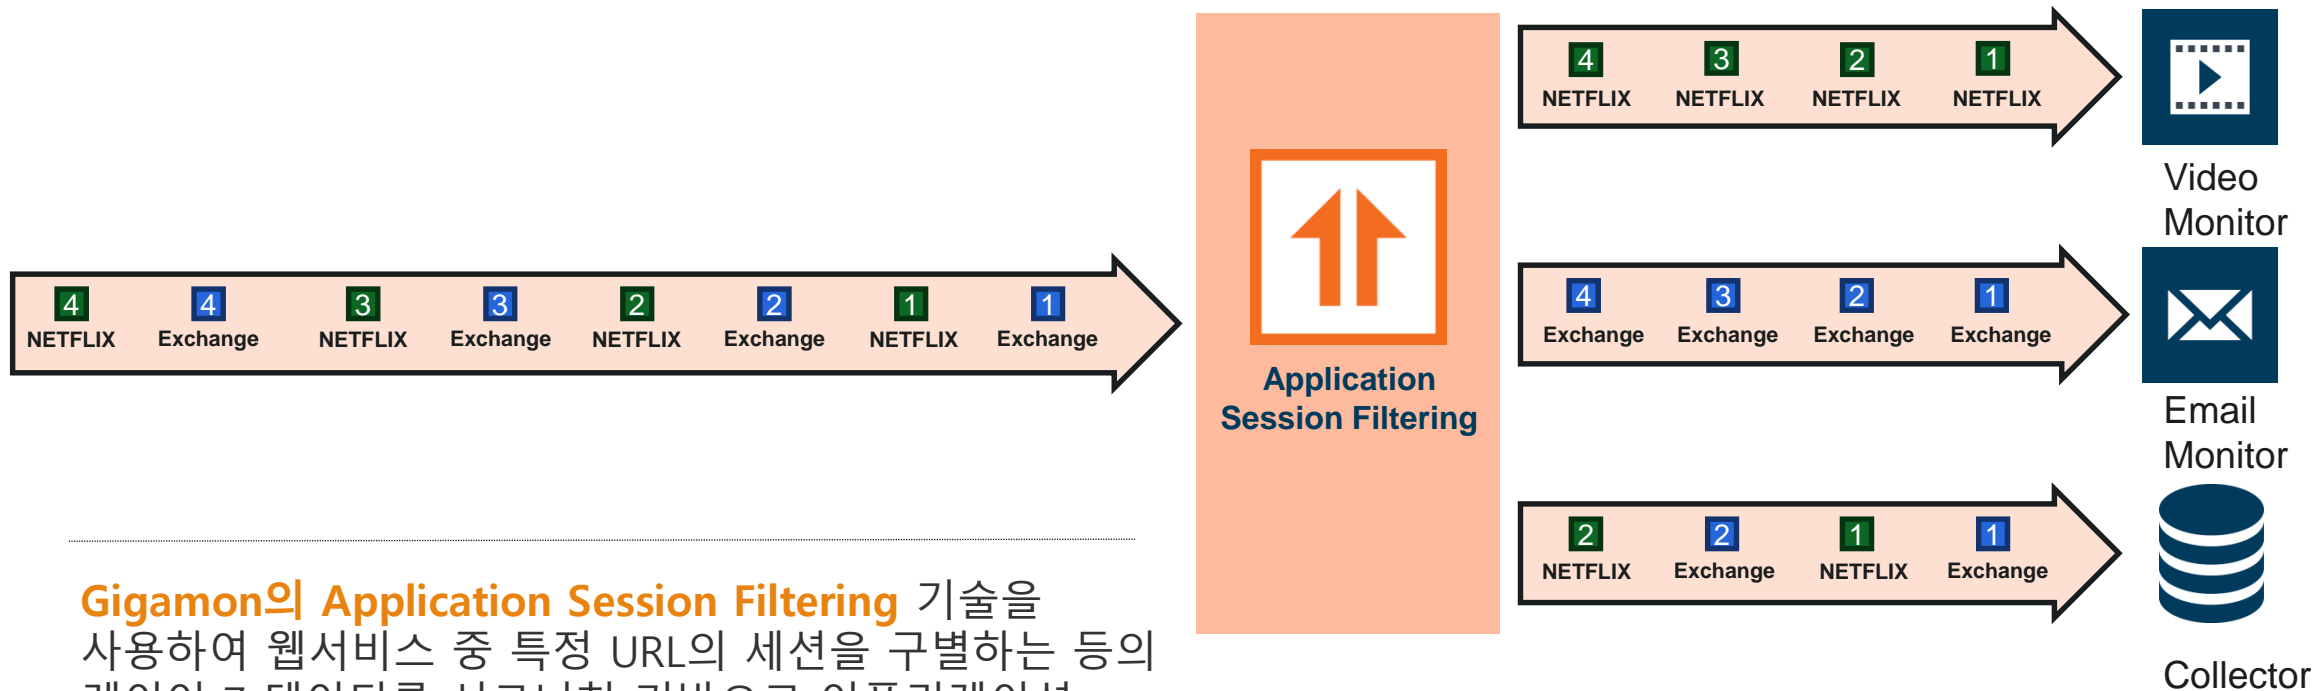 4 4 3 3 2 2 1 1
NETFLIX Exchange NETFLIX Exchange NETFLIX Exchange NETFLIX Exchange
Application
Session Filtering
4 3 2 1
NETFLIX NETFLIX NETFLIX NETFLIX
Video
Monitor
4 3 2 1
Exchange Exchange Exchange Exchange
Email
Monitor
2 2 1 1
NETFLIX Exchange NETFLIX Exchange
Collector
Gigamon의 Application Session Filtering 기술을
사용하여 웹서비스 중 특정 URL의 세션을 구별하는 등의